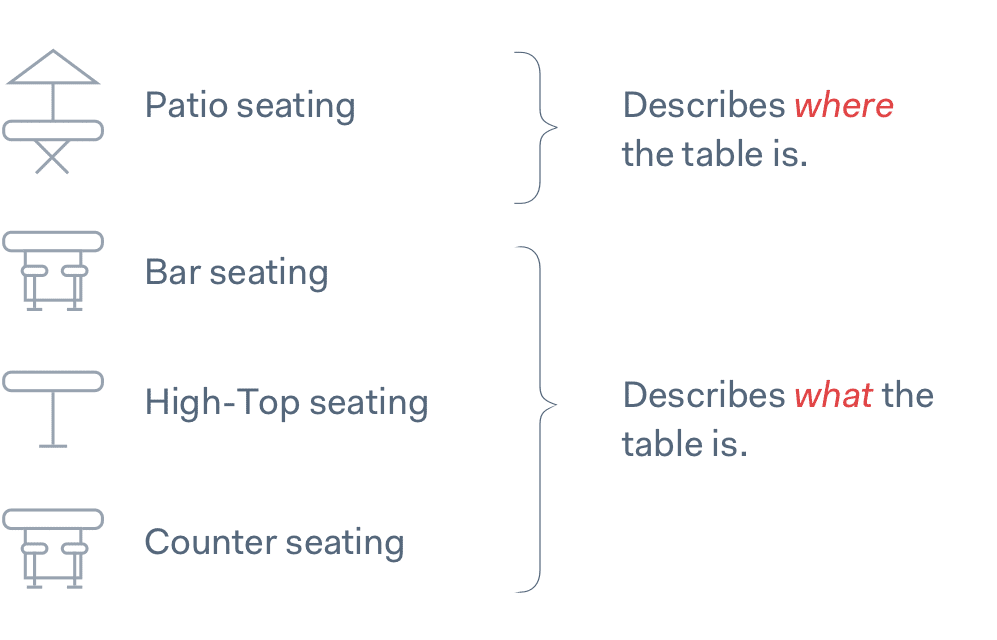 Patio seating
Describes where
the table is.
Bar seating
High-Top seating
Describes what the
table is.
Counter seating